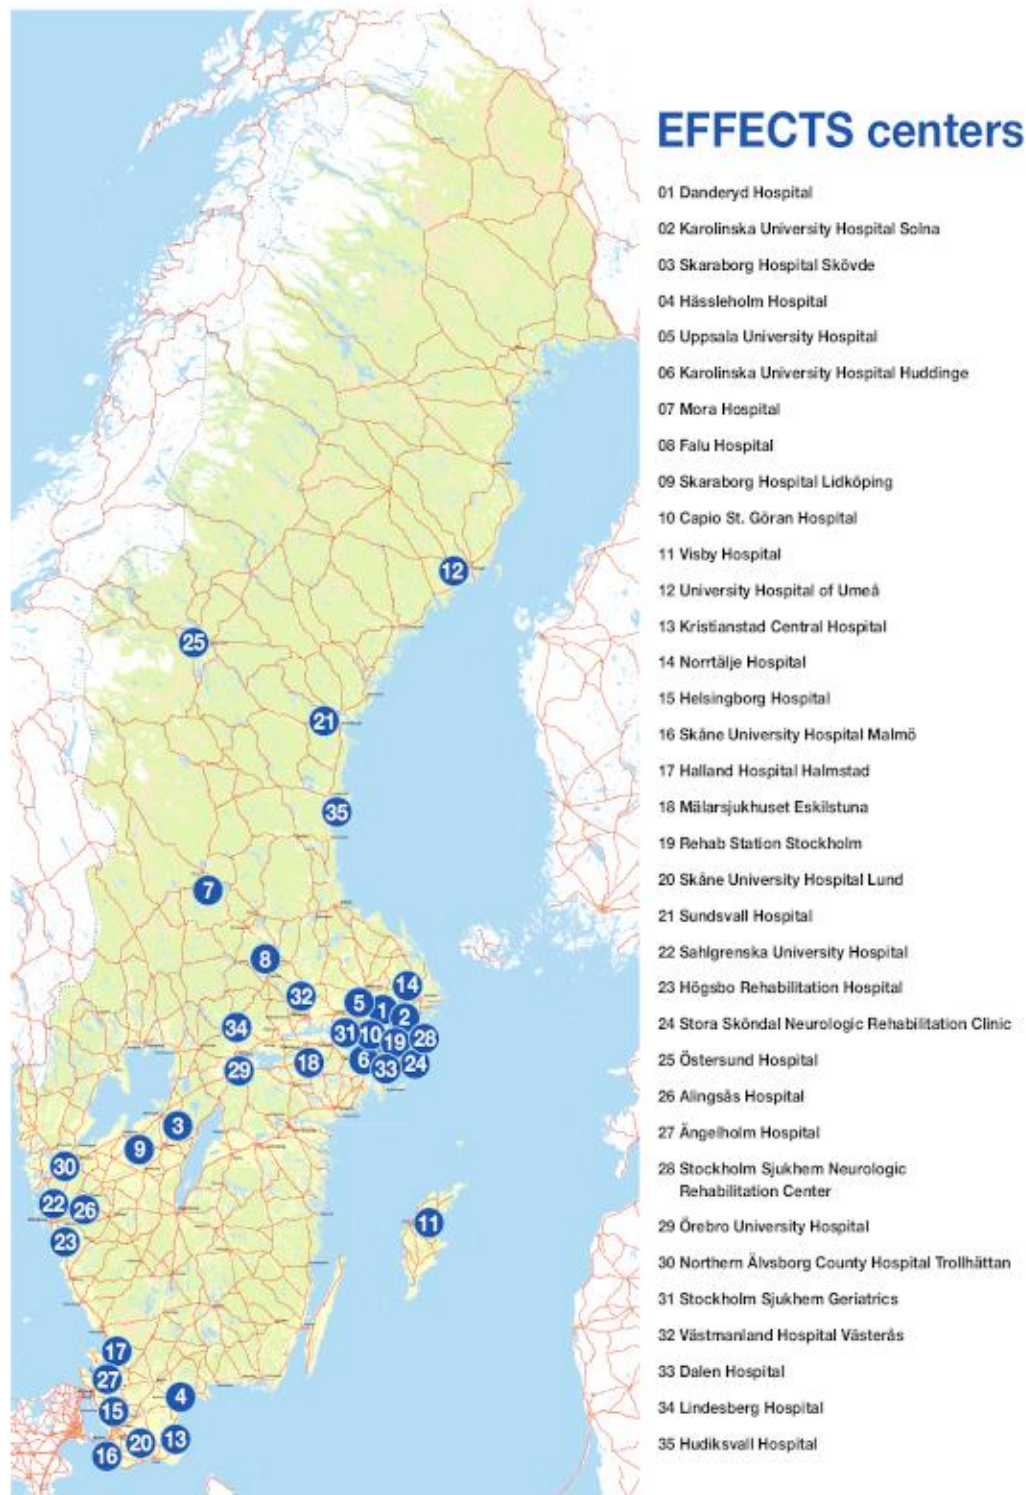 EFFECTS centers
01 Danderyd Hospital
02 Karolinska University Hospital Solna
03 Skaraborg Hospital Skövde
04 Hässleholm Hospital
05 Uppsala University Hospital
06 Karolinska University Hospital Huddinge
07 Mora Hospital
08 Falu Hospital
09 Skaraborg Hospital Lidköping
10 Capio St. Göran Hospital
11 Visby Hospital
12 University Hospital of Umeå
13 Kristianstad Central Hospital
14 Norrtälje Hospital
15 Helsingborg Hospital
16 Skåne University Hospital Malmö
17 Halland Hospital Halmstad
18 Mälarsjukhuset Eskilstuna
19 Rehab Station Stockholm
20 Skåne University Hospital Lund
21 Sundsvall Hospital
22 Sahlgrenska University Hospital
23 Högsbo Rehabilitation Hospital
24 Stora Sköndal Neurologic Rehabilitation Clinic
25 Östersund Hospital
26 Alingsås Hospital
27 Ängelholm Hospital
28 Stockholm Sjukhem Neurologic
Rehabilitation Center
29 Örebro University Hospital
30 Northern Älvsborg County Hospital Trollhättan
31 Stockholm Sjukhem Geriatrics
32 Västmanland Hospital Västerås
33 Dalen Hospital
34 Lindesberg Hospital
35 Hudiksvall Hospital
12
25
21
35
7
8
14
32
5
1
2
34
31
10
19
28
6
33
24
18
29
3
9
30
22
26
11
23
17
27
4
15
20
13
16